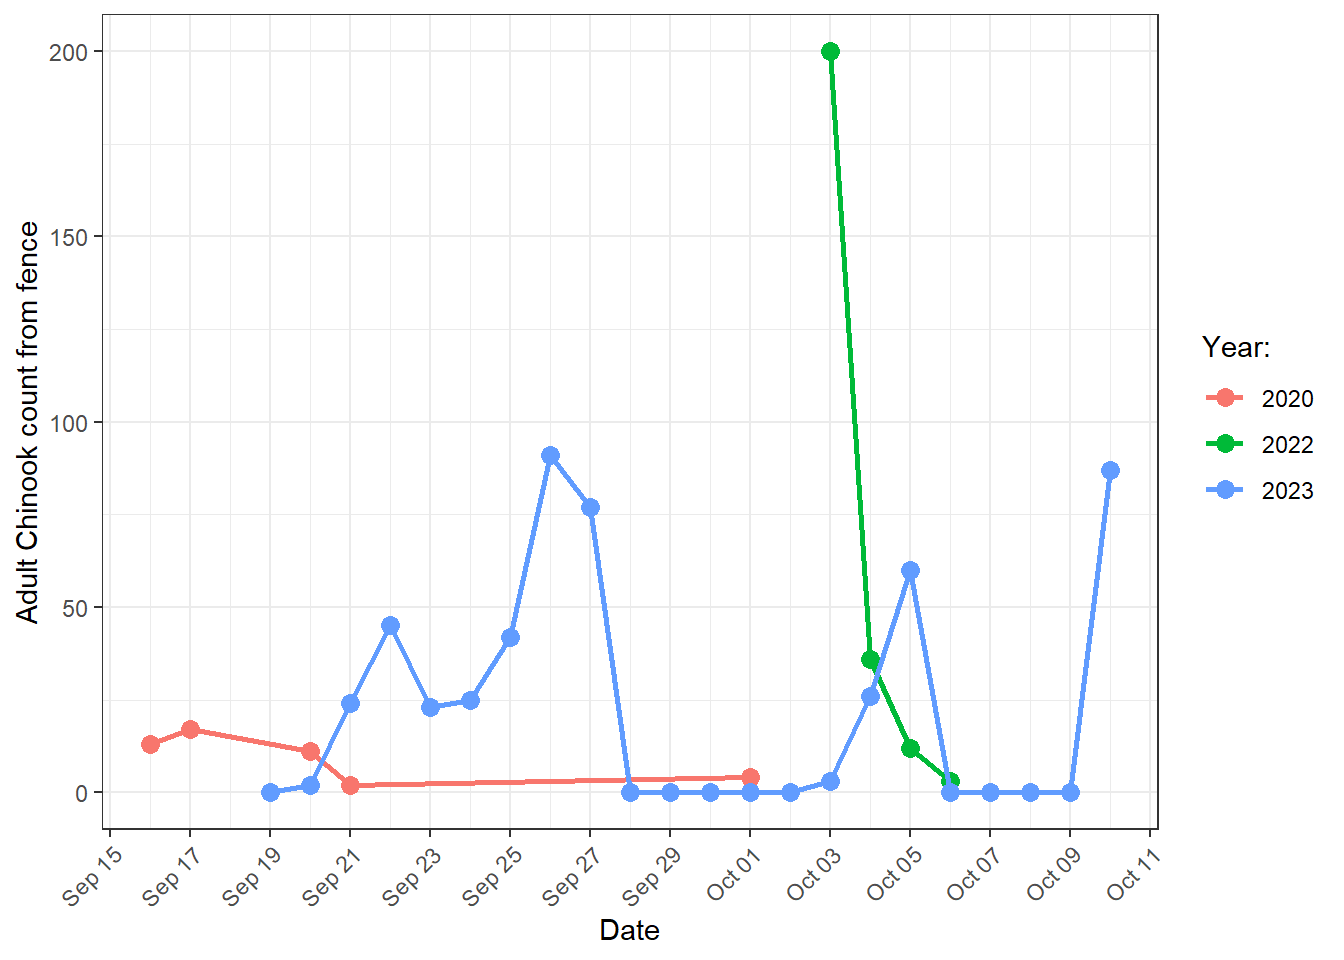 Adult Chinook count from fence
200
150
100
50
0
Sep 15
Sep 17
Sep 19
Sep 21
Sep 23
Sep 25
Sep 27
Sep 29
Oct 01
Oct 03
Oct 05
Oct 07
Oct 09
Oct 11
Date
Year:
2020
2022
2023